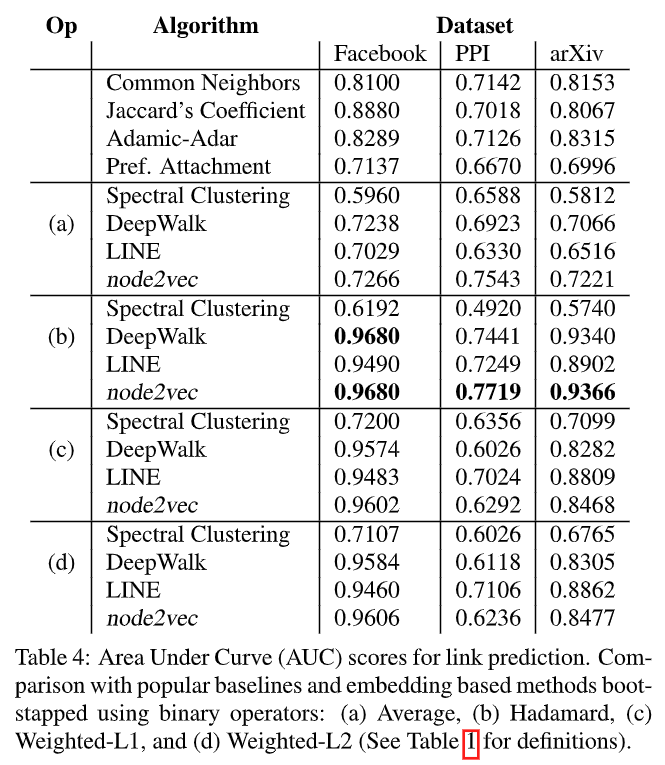 Op Algorithm Dataset
Facebook PPI arXiv
Common Neighbors 0.8100 0.7142 0.8153
Jaccard's Coefficient 0.8880 0.7018 0.8067
Adamic-Adar 0.8289 0.7126 0.8315
Pref. Attachment 0.7137 0.6670 0.6996
Spectral Clustering 0.5960 0.6588 0.5812
(a) DeepWalk 0.7238 0.6923 0.7066
LINE 0.7029 0.6330 0.6516
node2vec 0.7266 0.7543 0.7221
Spectral Clustering 0.6192 0.4920 0.5740
(b) DeepWalk 0.9680 0.7441 0.9340
LINE 0.9490 0.7249 0.8902
node2vec 0.9680 0.7719 0.9366
Spectral Clustering 0.7200 0.6356 0.7099
(c) DeepWalk 0.9574 0.6026 0.8282
LINE 0.9483 0.7024 0.8809
node2vec 0.9602 0.6292 0.8468
Spectral Clustering 0.7107 0.6026 0.6765
(d) DeepWalk 0.9584 0.6118 0.8305
LINE 0.9460 0.7106 0.8862
node2vec 0.9606 0.6236 0.8477
Table 4: Area Under Curve (AUC) scores for link prediction. Com-
parison with popular baselines and embedding based methods boot-
stapped using binary operators: (a) Average, (b) Hadamard, (c)
Weighted-L1, and (d) Weighted-L2 (See Table 1 for definitions).